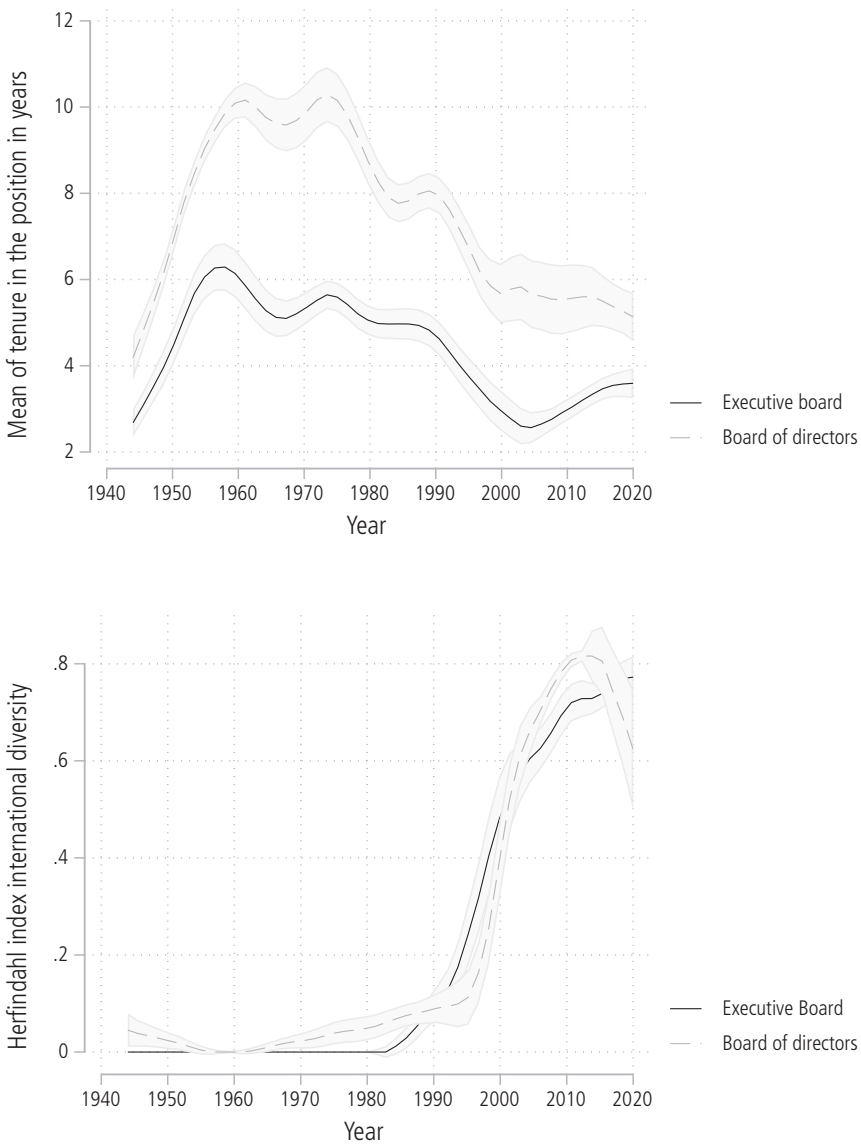 Mean of tenure in the position in years
12
10
8
6
4
2
1940 1950 1960 1970 1980 1990 2000 2010 2020
Year
Executive board
Board of directors
Herfindahl index international diversity
.8
.6
.4
.2
0
1940 1950 1960 1970 1980 1990 2000 2010 2020
Year
Executive Board
Board of directors